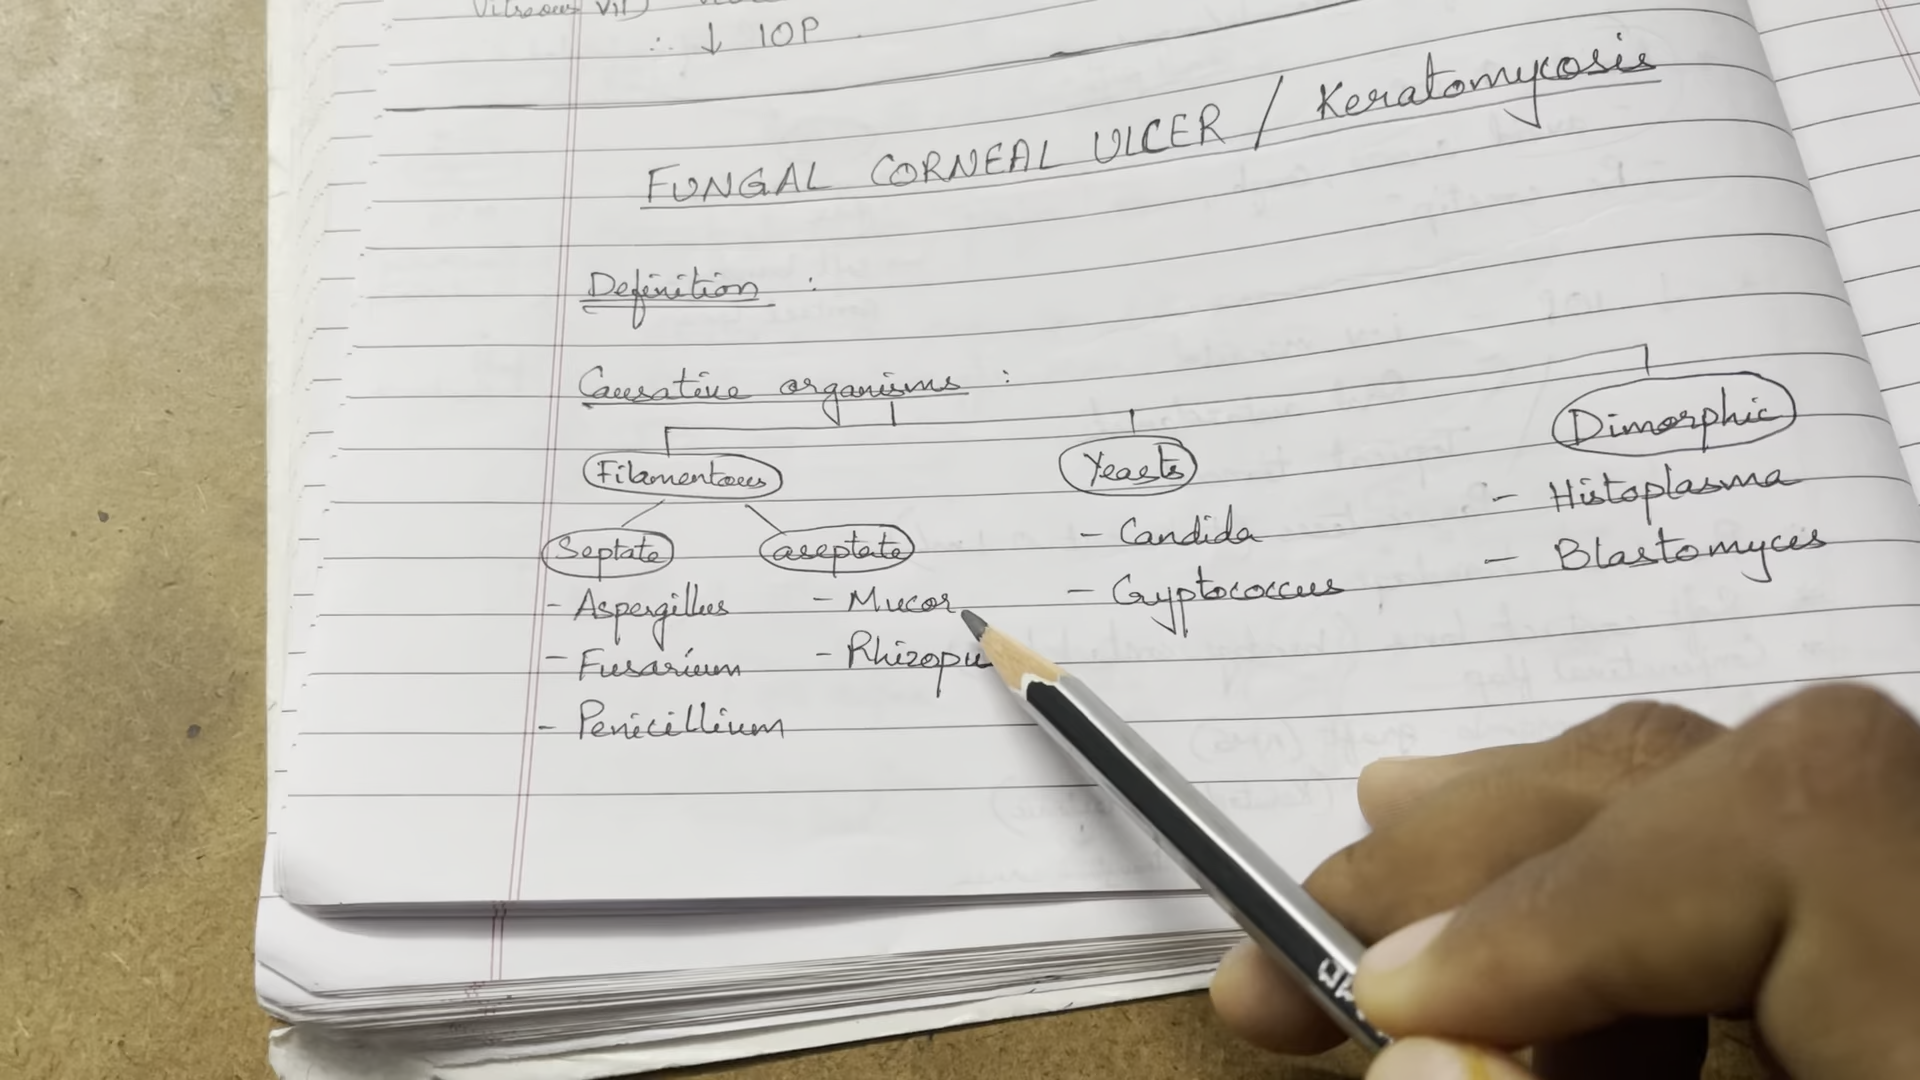 ∴ ↓ IOP
FUNGAL CORNEAL ULCER / Keratomycosis
Definition :
Causative organisms :
Filamentous Yeasts Dimorphic
Septate aseptate - Candida - Histoplasma
- Aspergillus - Mucor - Cryptococcus - Blastomyces
- Fusarium - Rhizopu
- Penicillium